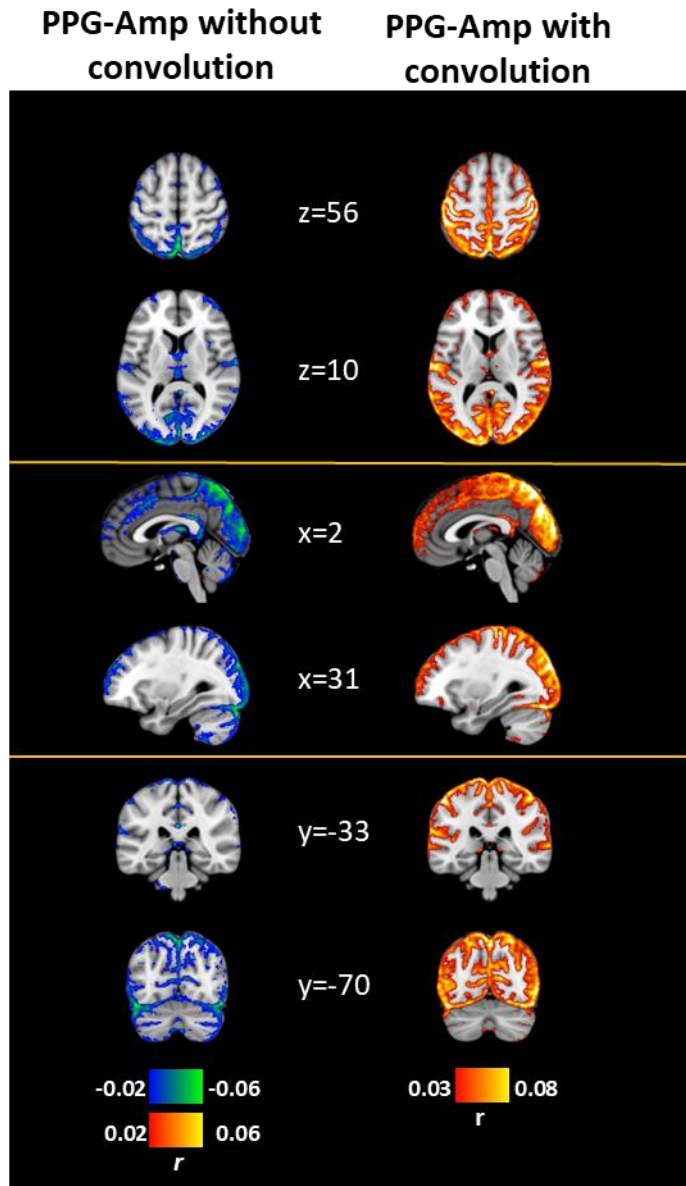 PPG-Amp without
convolution
PPG-Amp with
convolution
z=56
z=10
x=2
x=31
y=-33
y=-70
-0.02 -0.06
0.02 0.06
r
0.03 0.08
r